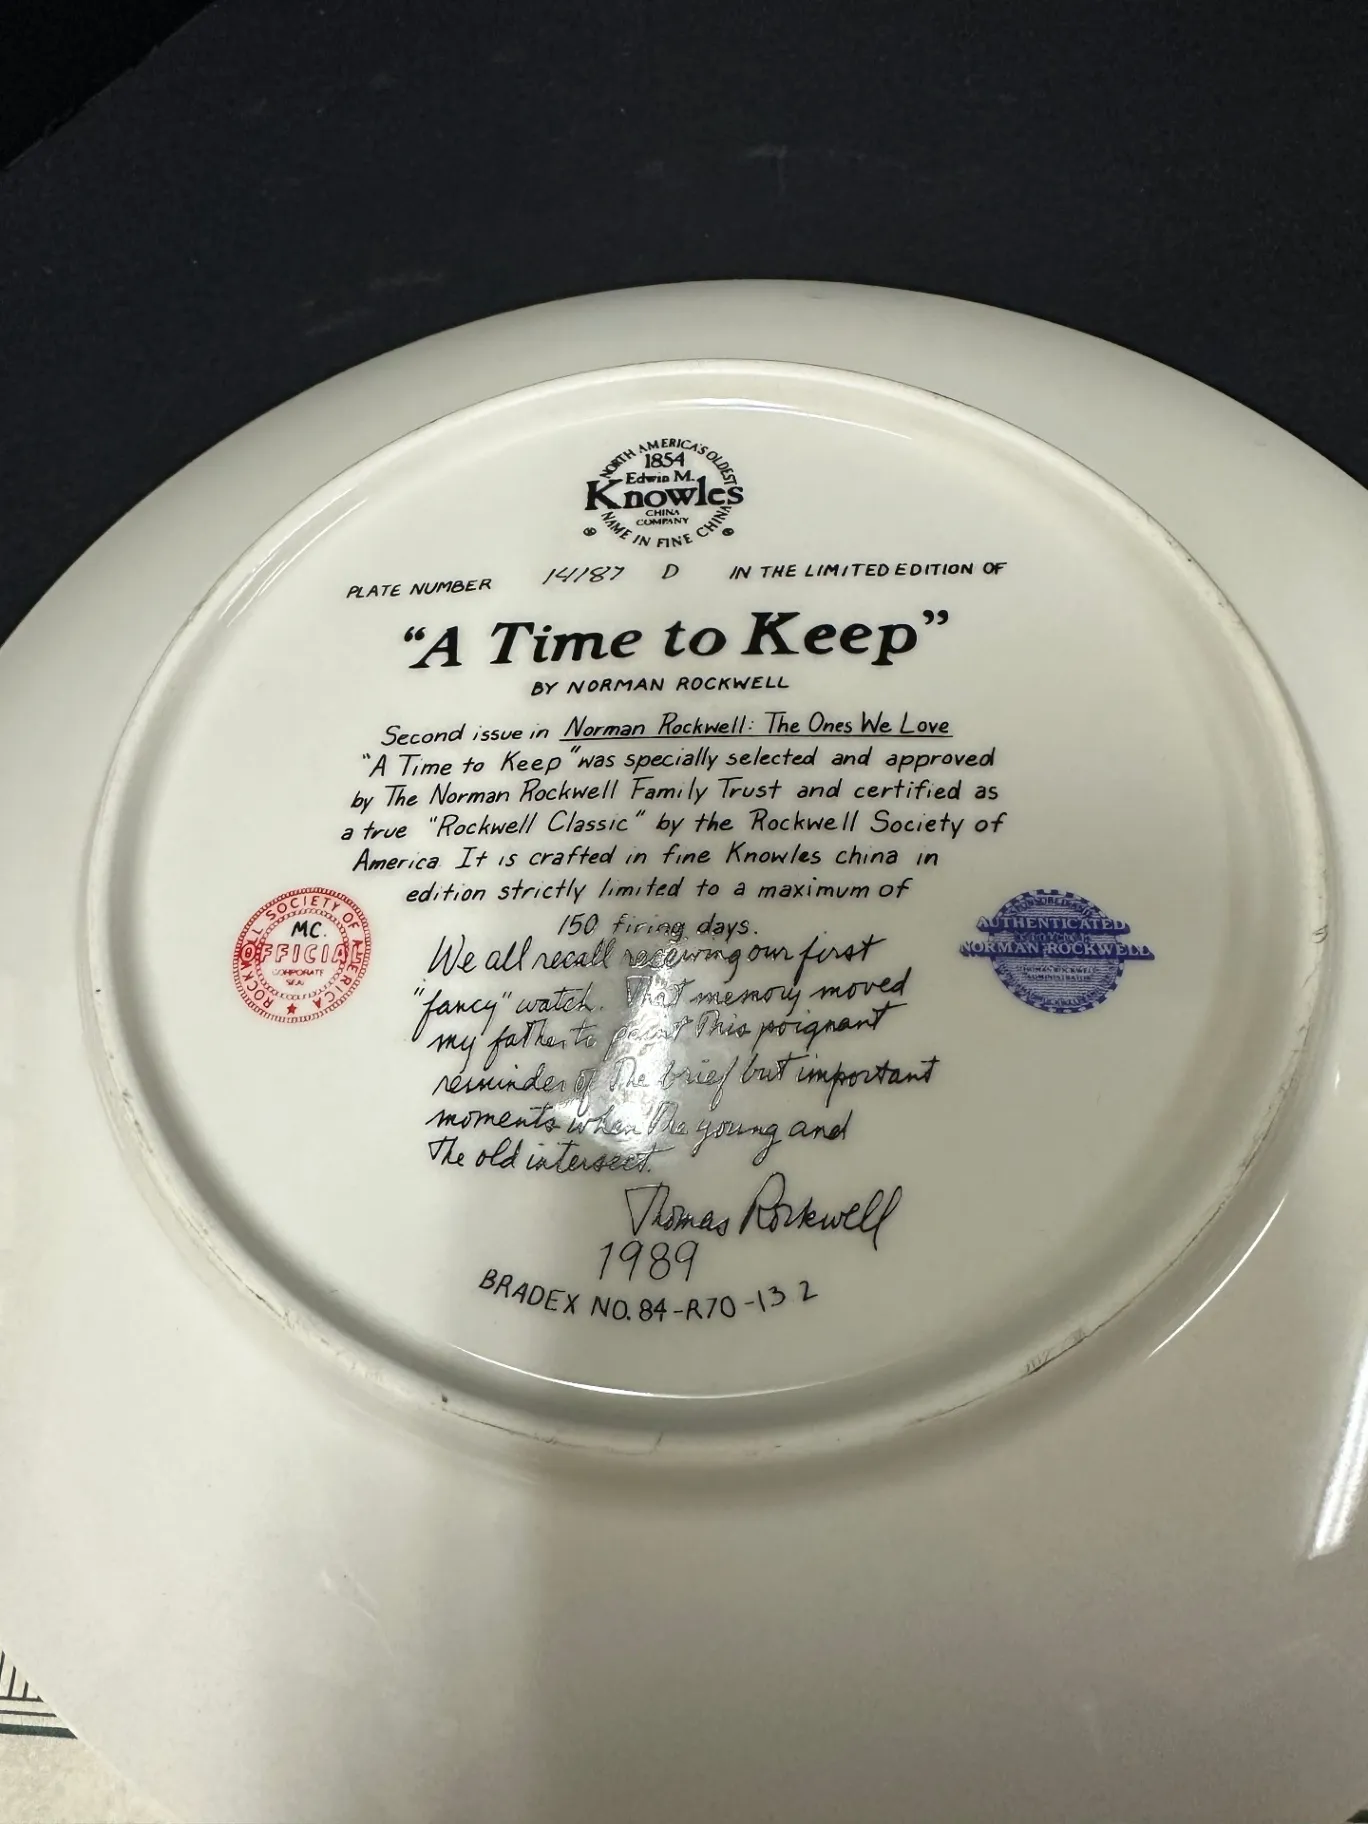 NORTH AMERICA'S OLDEST
1854
Edwin M.
Knowles
CHINA
COMPANY
NAME IN FINE CHINA
PLATE NUMBER 14187 D IN THE LIMITED EDITION OF
"A Time to Keep"
BY NORMAN ROCKWELL
Second issue in Norman Rockwell: The Ones We Love
"A Time to Keep" was specially selected and approved
by The Norman Rockwell Family Trust and certified as
a true "Rockwell Classic" by the Rockwell Society of
America. It is crafted in fine Knowles china in
edition strictly limited to a maximum of
150 firing days.
ROCKWELL SOCIETY OF AMERICA
MC.
OFFICIAL
CORPORATE
SEAL
AUTHENTICATED
NORMAN ROCKWELL
We all recall receiving our first
"fancy" watch. That memory moved
my father to paint this poignant
reminder of the brief but important
moments when the young and
the old intersect.
Thomas Rockwell
1989
BRADEX NO. 84-R70-13 2